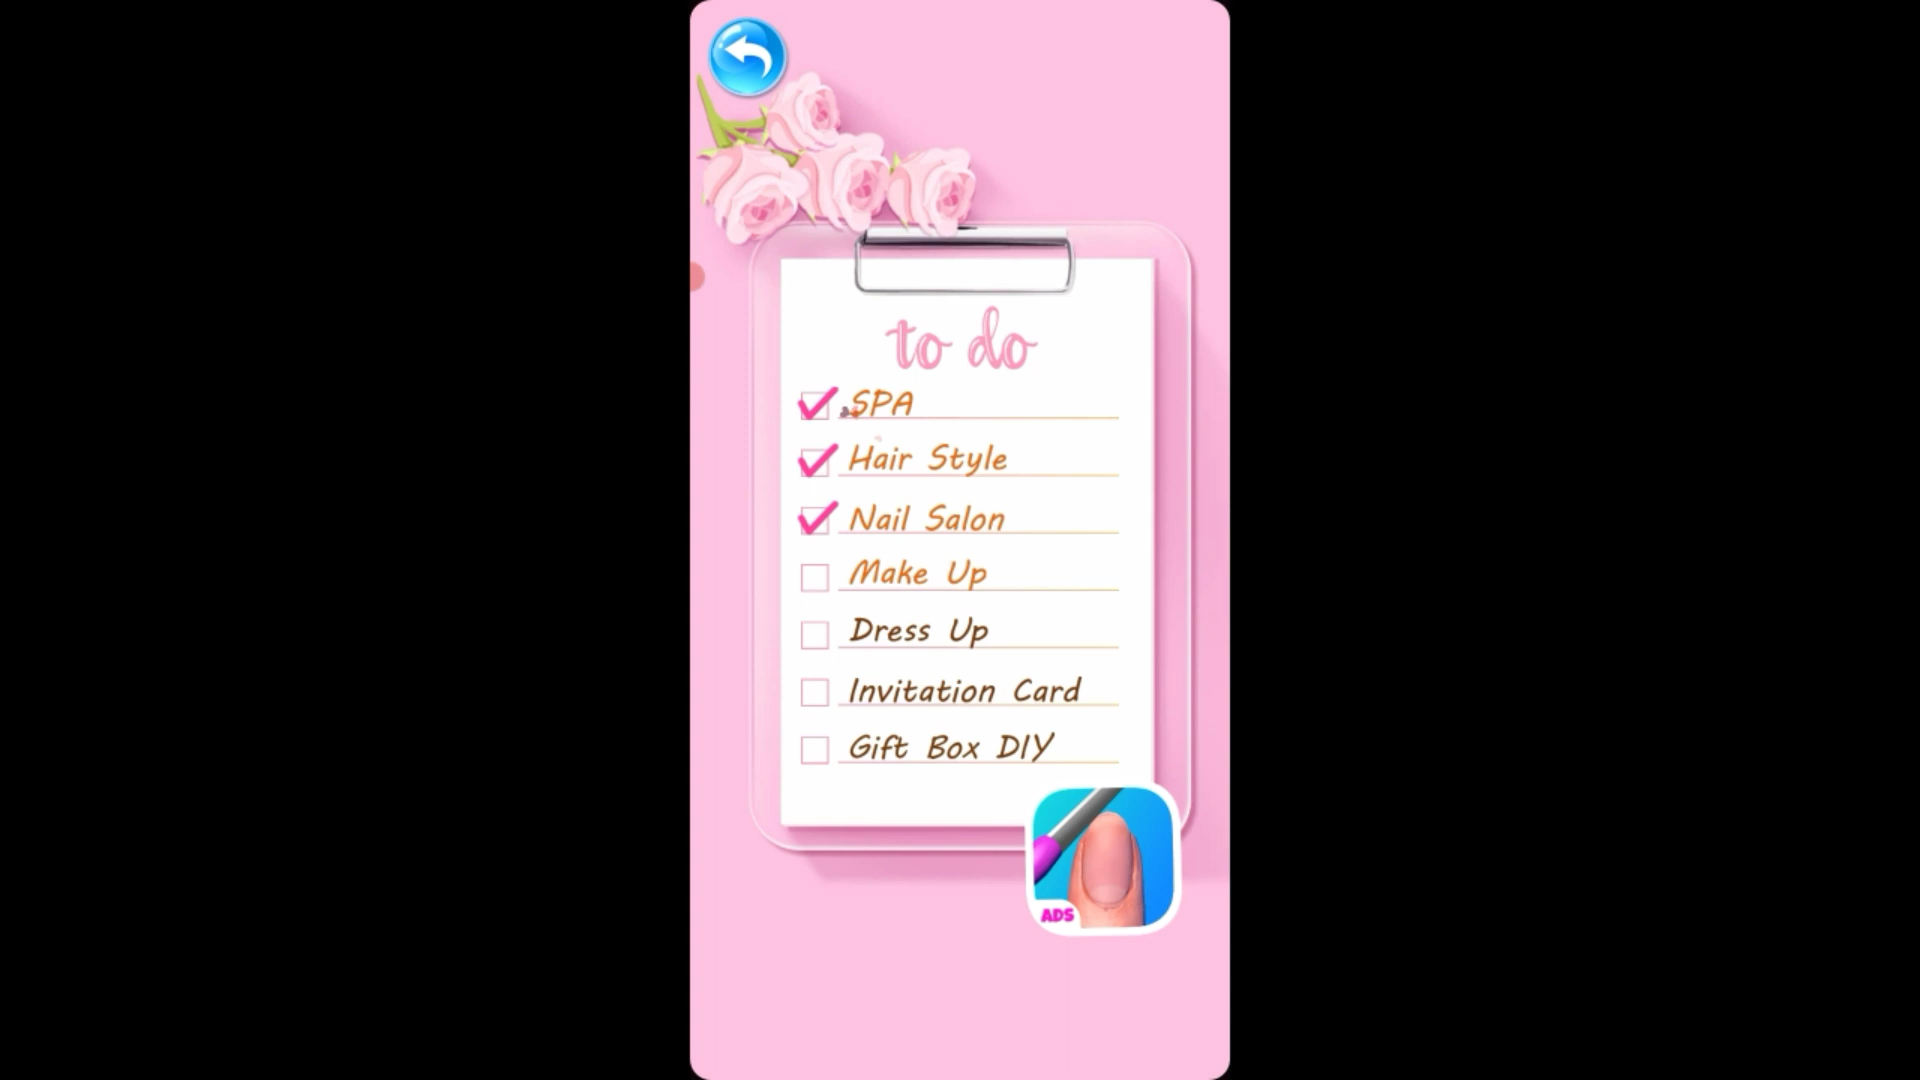 to do
SPA
Hair Style
Nail Salon
Make Up
Dress Up
Invitation Card
Gift Box DIY
ADS